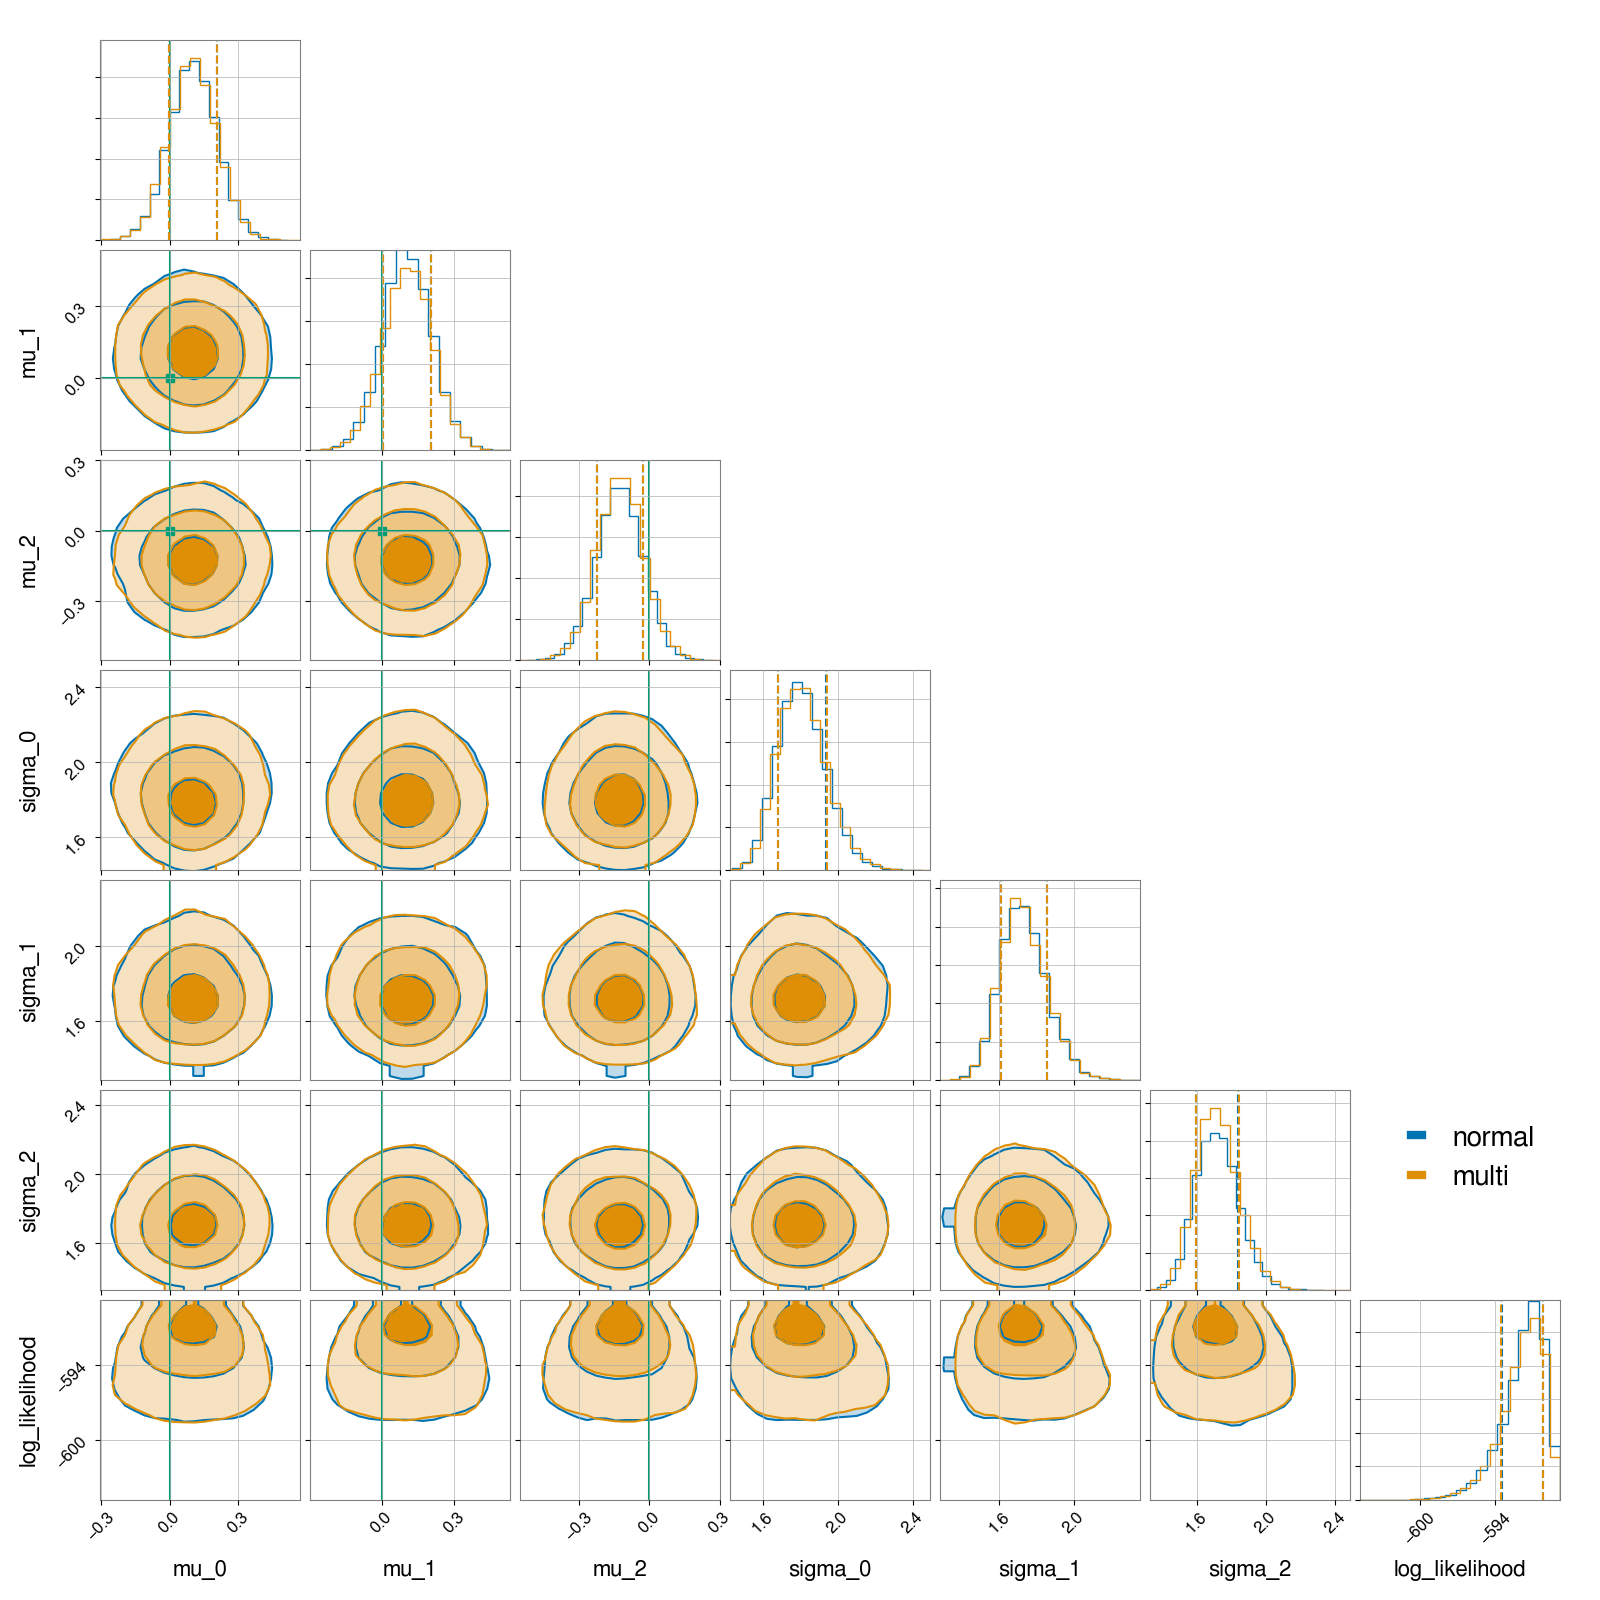 mu_1
0.3
0.0
mu_2
0.3
0.0
−0.3
sigma_0
2.4
2.0
1.6
sigma_1
2.0
1.6
sigma_2
2.4
2.0
1.6
normal
multi
log_likelihood
−594
−600
−0.3 0.0 0.3 0.0 0.3 −0.3 0.0 0.3 1.6 2.0 2.4 1.6 2.0 1.6 2.0 2.4 −600 −594
mu_0 mu_1 mu_2 sigma_0 sigma_1 sigma_2 log_likelihood